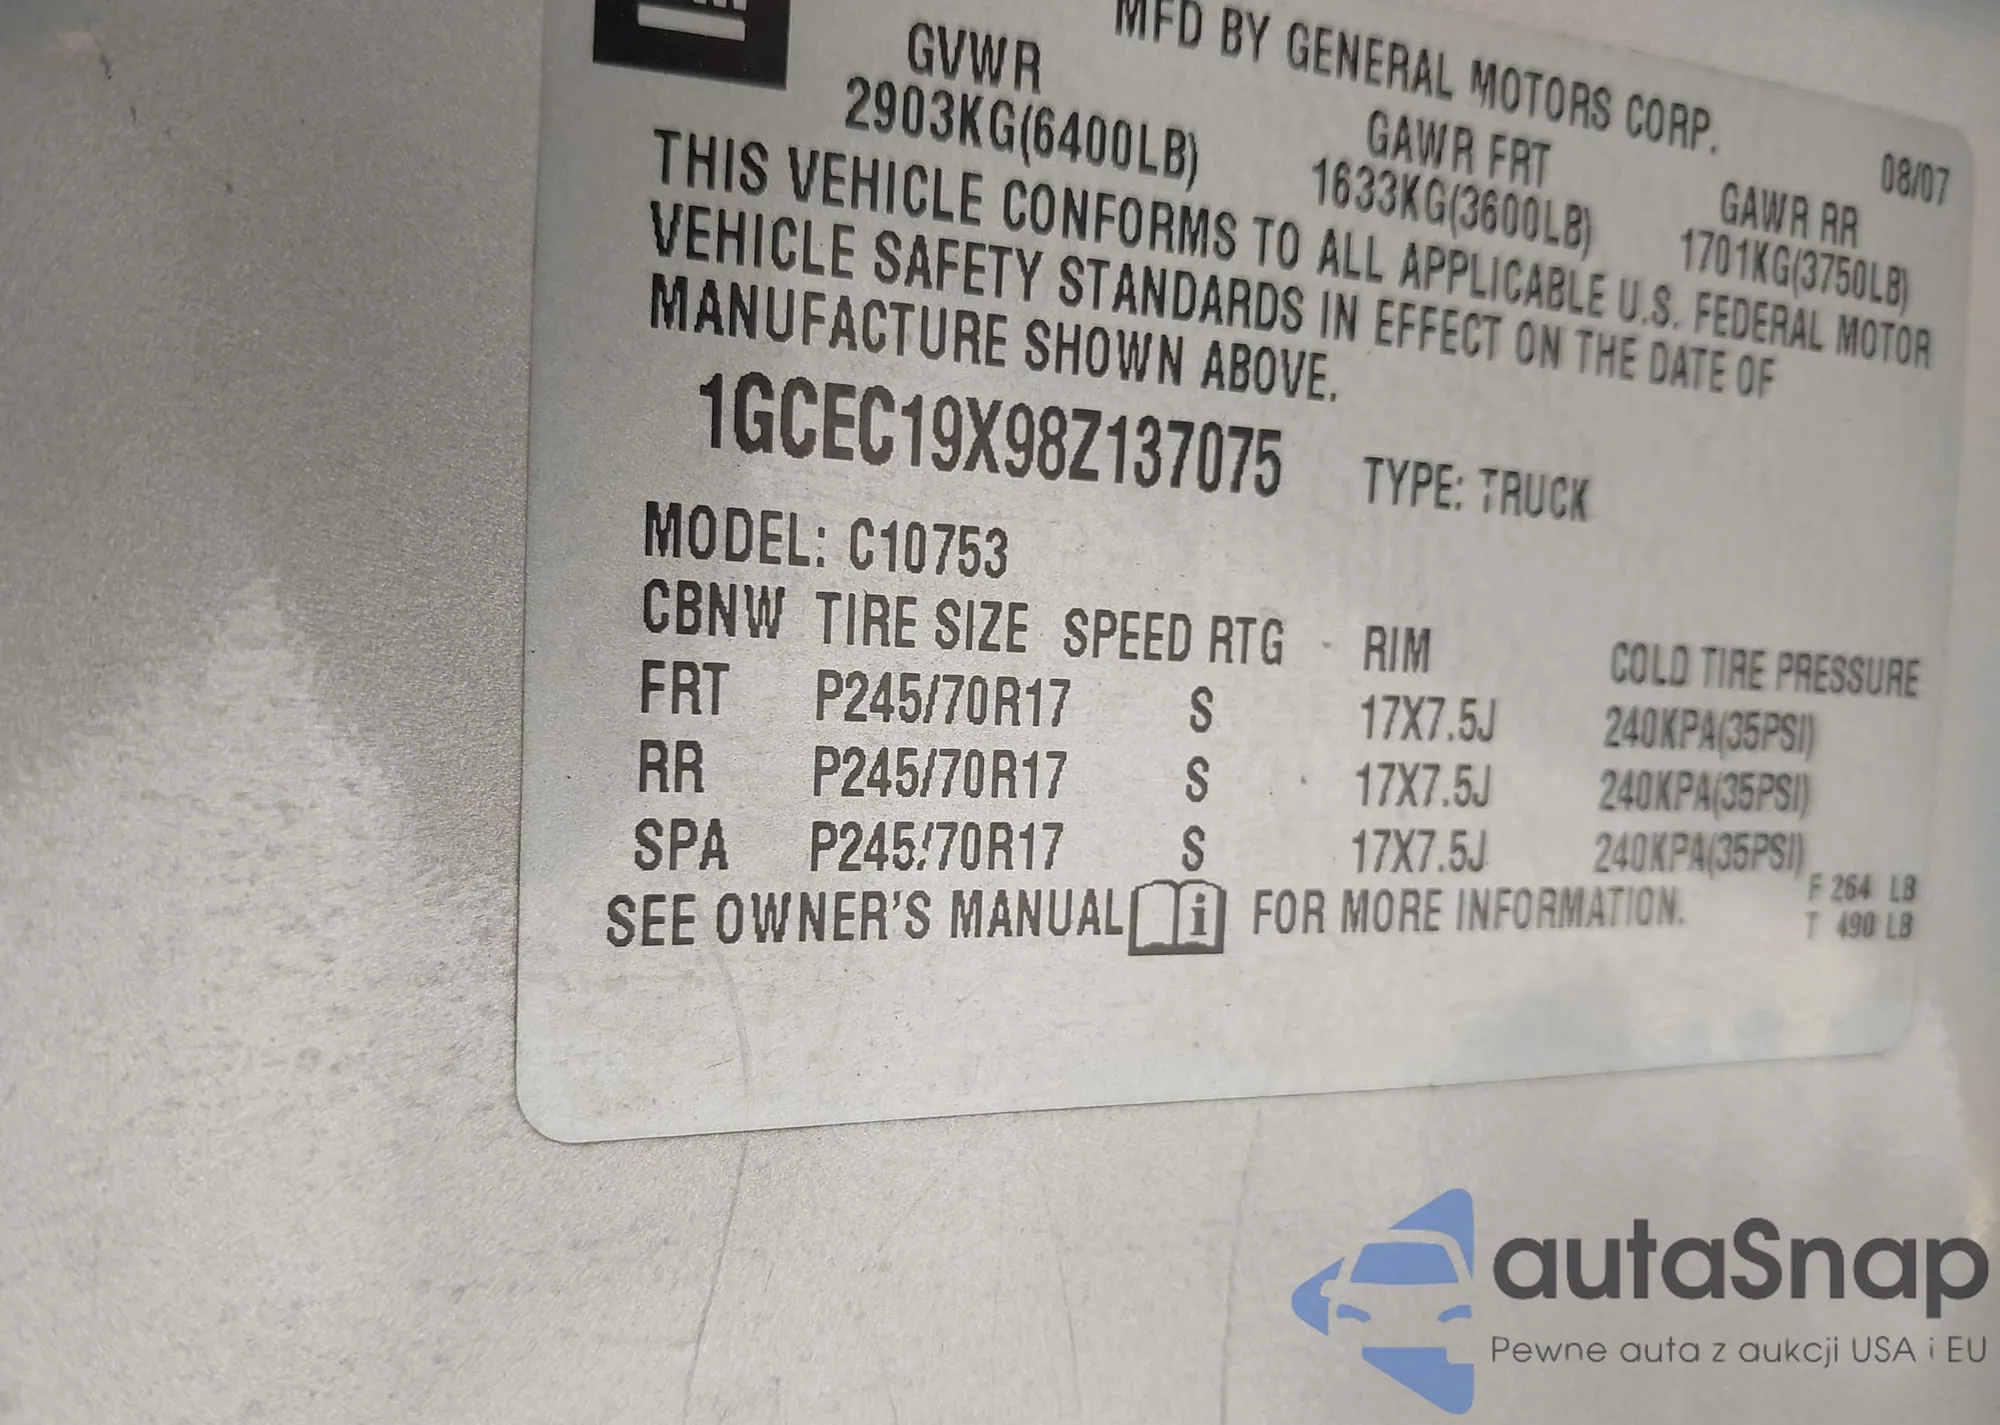 MFD BY GENERAL MOTORS CORP.
08/07
GVWR GAWR FRT GAWR RR
2903KG(6400LB) 1633KG(3600LB) 1701KG(3750LB)
THIS VEHICLE CONFORMS TO ALL APPLICABLE U.S. FEDERAL MOTOR
VEHICLE SAFETY STANDARDS IN EFFECT ON THE DATE OF
MANUFACTURE SHOWN ABOVE.
1GCEC19X98Z137075 TYPE: TRUCK
MODEL: C10753
CBNW TIRE SIZE SPEED RTG RIM COLD TIRE PRESSURE
FRT P245/70R17 S 17X7.5J 240KPA(35PSI)
RR P245/70R17 S 17X7.5J 240KPA(35PSI)
SPA P245/70R17 S 17X7.5J 240KPA(35PSI)
F 264 LB
SEE OWNER'S MANUAL i FOR MORE INFORMATION.
T 490 LB
autaSnap
Pewne auta z aukcji USA i EU